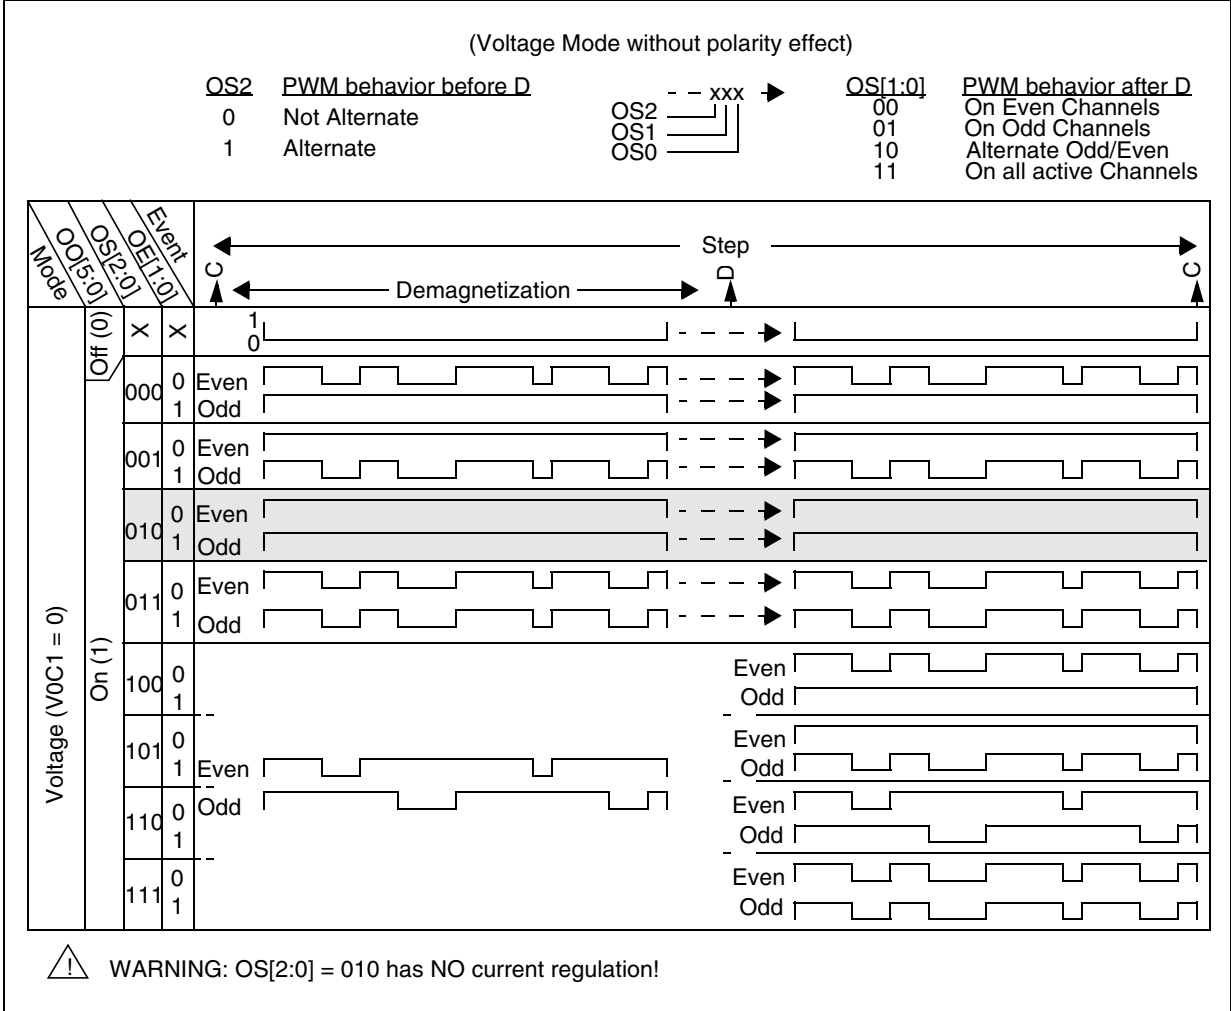 (Voltage Mode without polarity effect)
OS2 PWM behavior before D
0 Not Alternate
1 Alternate
xxx
OS2
OS1
OS0
OS[1:0] PWM behavior after D
00 On Even Channels
01 On Odd Channels
10 Alternate Odd/Even
11 On all active Channels
Mode
OO[5:0]
OS[2:0]
OE[1:0]
Event
Step
C
Demagnetization
D
C
Voltage (V0C1 = 0)
Off (0)
X
X
1
0
On (1)
000
0
1
Even
Odd
001
0
1
Even
Odd
010
0
1
Even
Odd
011
0
1
Even
Odd
100
0
1
Even
Odd
101
0
1
Even
Even
Odd
110
0
1
Odd
Even
Odd
111
0
1
Even
Odd
! WARNING: OS[2:0] = 010 has NO current regulation!